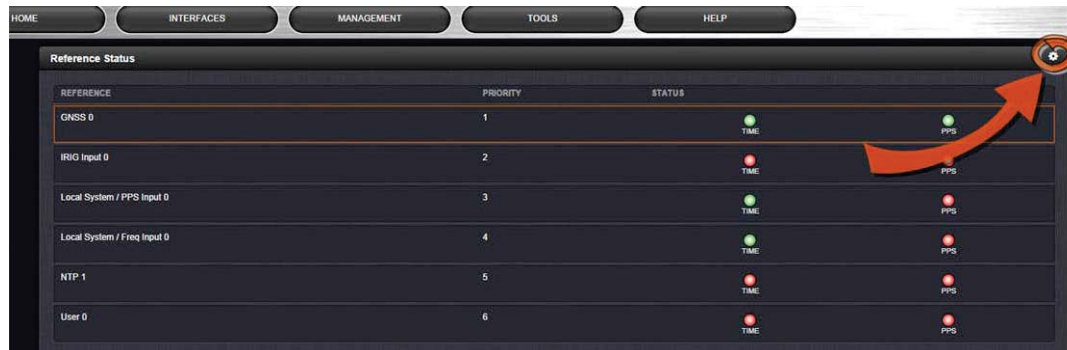 HOME INTERFACES MANAGEMENT TOOLS HELP
Reference Status
REFERENCE PRIORITY STATUS
GNSS 0 1
TIME PPS
IRIG Input 0 2
TIME PPS
Local System / PPS Input 0 3
TIME PPS
Local System / Freq Input 0 4
TIME PPS
NTP 1 5
TIME PPS
User 0 6
TIME PPS